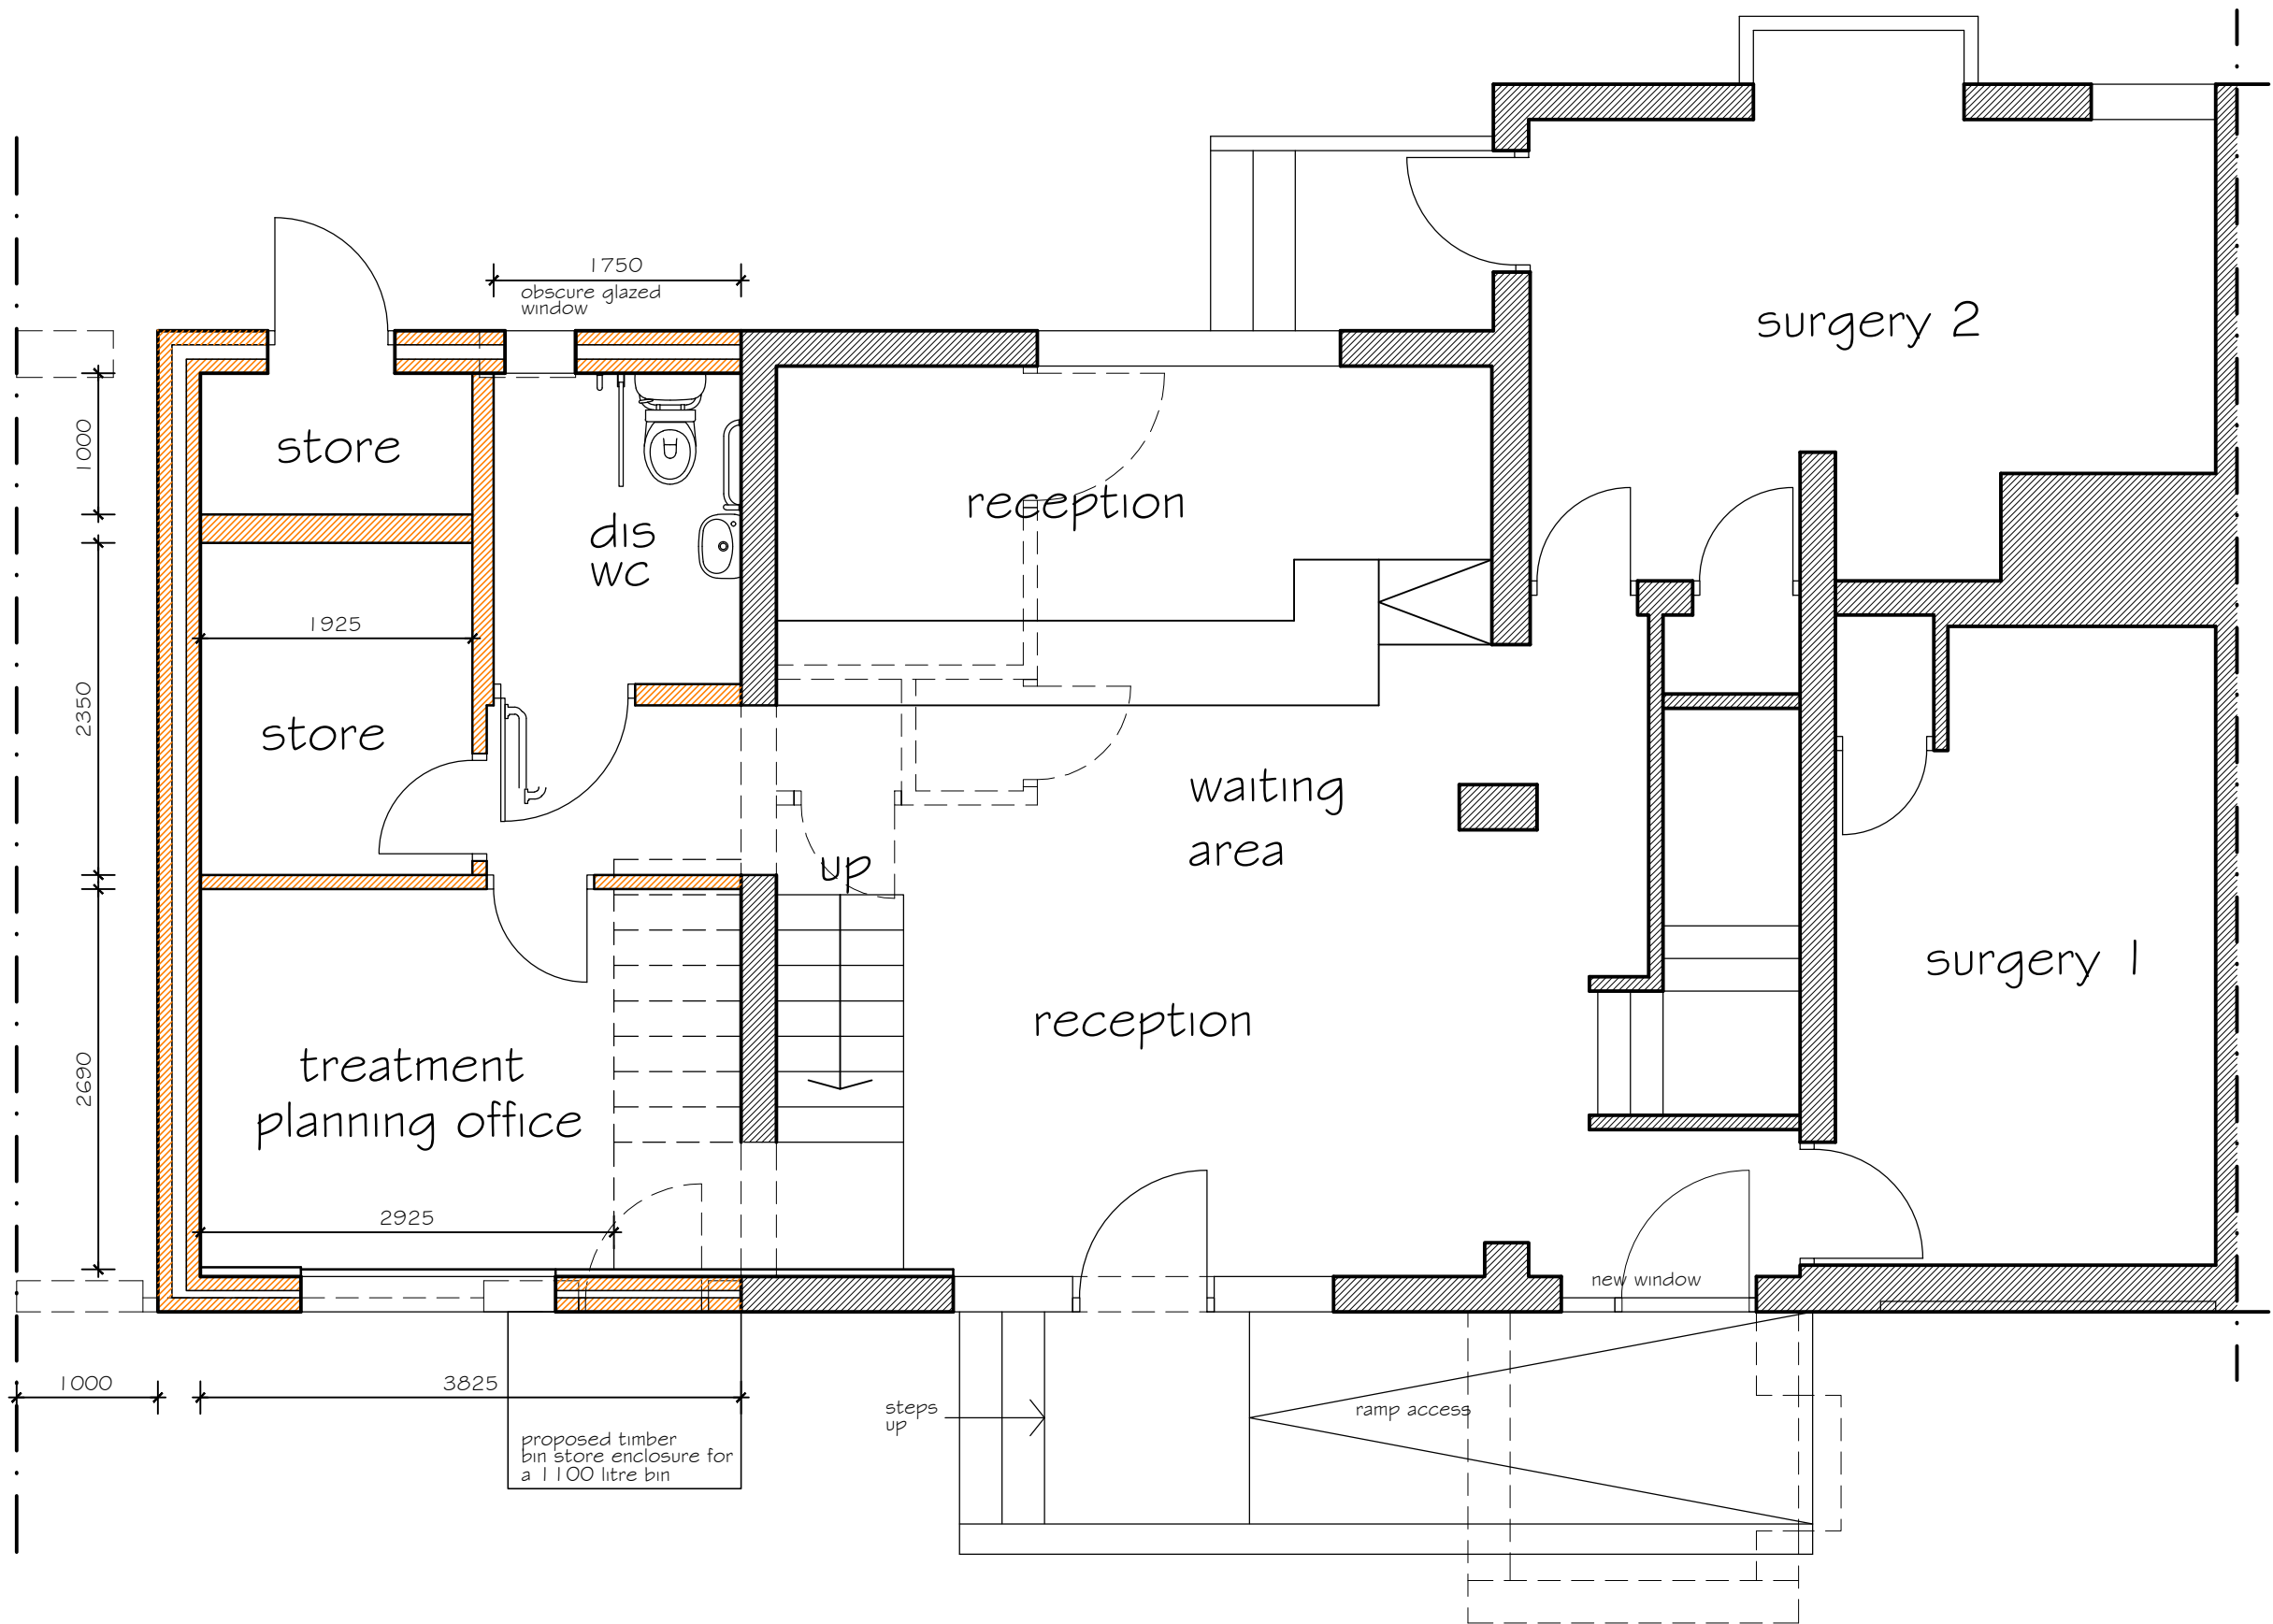 surgery 2
1750
obscure glazed
window
store
1000
reception
dis
wc
1925
2350
store
waiting
area
up
surgery 1
reception
treatment
planning office
2690
2925
new window
1000
3825
steps
up
ramp access
proposed timber
bin store enclosure for
a 1100 litre bin